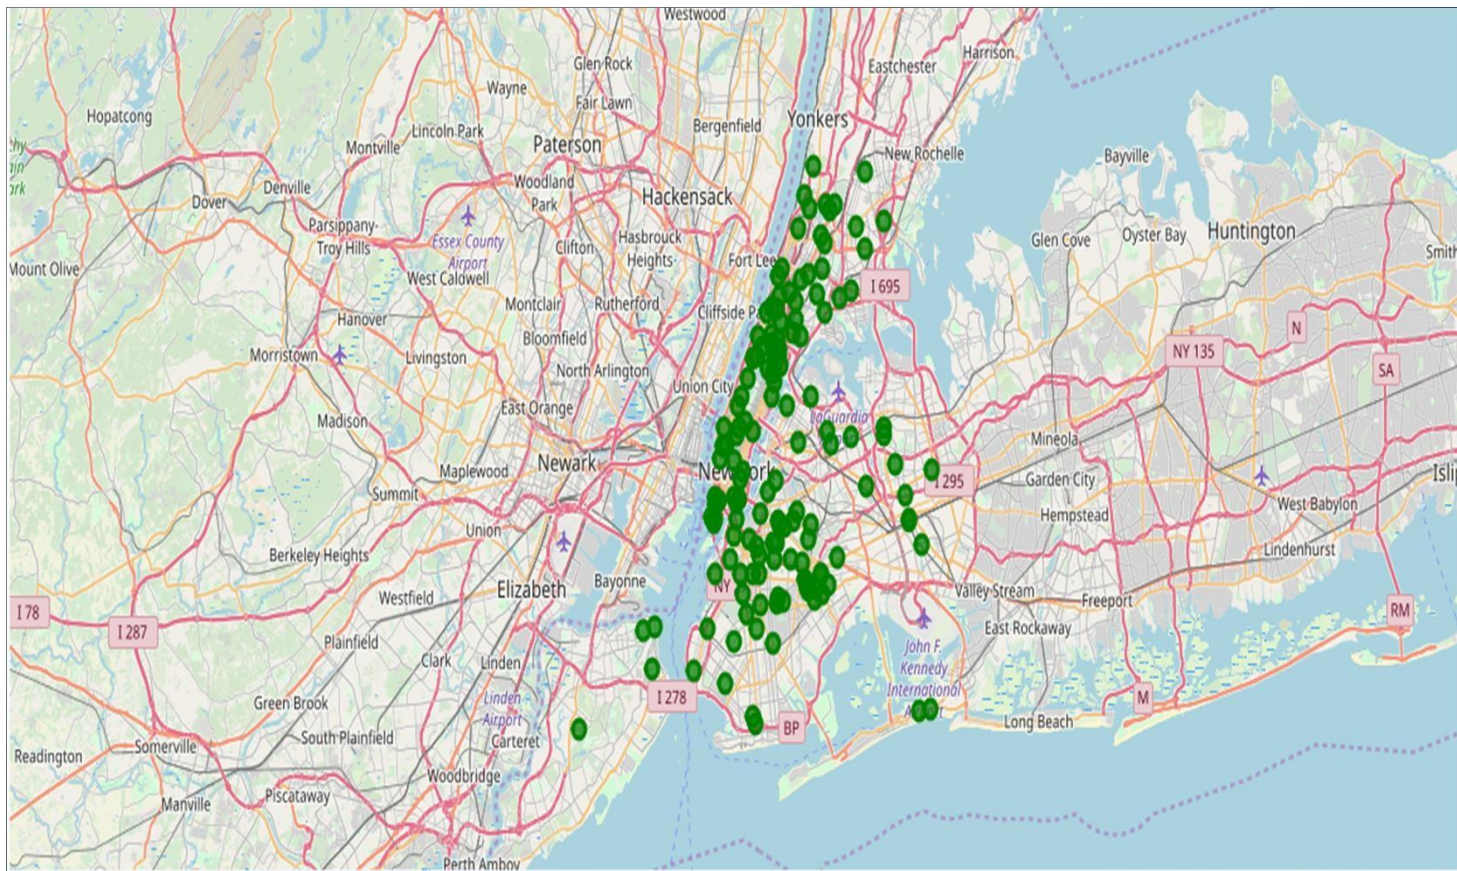 Westwood
Harrison
Glen Rock
Eastchester
Wayne
Fair Lawn
Hopatcong
Yonkers
Bergenfield
Lincoln Park
Paterson
Montville
New Rochelle
Bayville
Woodland
Park
Denville
Dover
Hackensack
Parsippany-
Troy Hills
Essex County
Airport
Clifton
Hasbrouck
Heights
Glen Cove
Oyster Bay
Huntington
Mount Olive
West Caldwell
Fort Lee
I 695
Montclair
Rutherford
Cliffside
Hanover
Bloomfield
N
Morristown
Livingston
North Arlington
NY 135
SA
Union City
East Orange
LaGuardia
Madison
Mineola
Maplewood
Newark
New York
I 295
Garden City
Summit
West Babylon
Hempstead
Union
Berkeley Heights
Lindenhurst
Elizabeth
Bayonne
NY
Valley Stream
Freeport
Westfield
I 78
I 287
RM
East Rockaway
Plainfield
Clark
Linden
John F.
Kennedy
International
Airport
Green Brook
Linden
Airport
I 278
M
Long Beach
BP
South Plainfield
Carteret
Somerville
Readington
Woodbridge
Piscataway
Manville
Perth Amboy